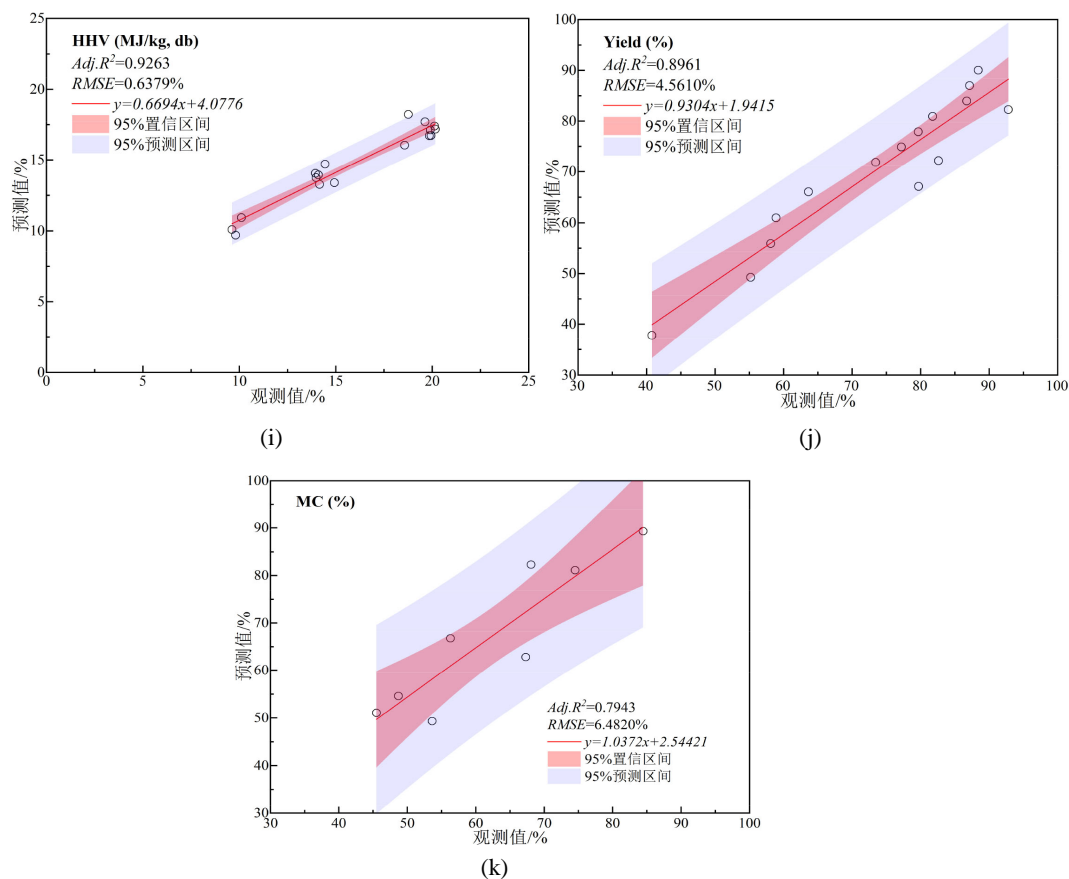 HHV (MJ/kg, db)
Adj.R²=0.9263
RMSE=0.6379%
y=0.6694x+4.0776
95%置信区间
95%预测区间
预测值/%
25
20
15
10
5
0
0 5 10 15 20 25
观测值/%
(i)
Yield (%)
Adj.R²=0.8961
RMSE=4.5610%
y=0.9304x+1.9415
95%置信区间
95%预测区间
预测值/%
100
90
80
70
60
50
40
30
30 40 50 60 70 80 90 100
观测值/%
(j)
MC (%)
预测值/%
100
90
80
70
60
50
40
30
Adj.R²=0.7943
RMSE=6.4820%
y=1.0372x+2.54421
95%置信区间
95%预测区间
30 40 50 60 70 80 90 100
观测值/%
(k)